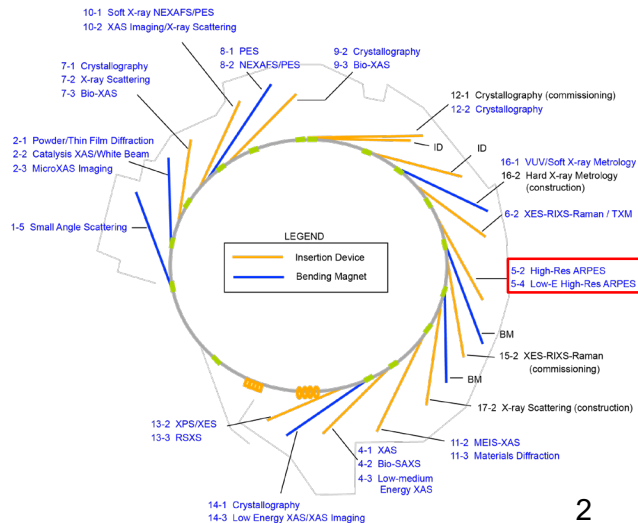 10-1 Soft X-ray NEXAFS/PES
10-2 XAS Imaging/X-ray Scattering
8-1 PES
8-2 NEXAFS/PES
9-2 Crystallography
9-3 Bio-XAS
7-1 Crystallography
7-2 X-ray Scattering
7-3 Bio-XAS
12-1 Crystallography (commissioning)
12-2 Crystallography
ID
ID
2-1 Powder/Thin Film Diffraction
2-2 Catalysis XAS/White Beam
2-3 MicroXAS Imaging
16-1 VUV/Soft X-ray Metrology
16-2 Hard X-ray Metrology
(construction)
6-2 XES-RIXS-Raman / TXM
1-5 Small Angle Scattering
LEGEND
Insertion Device
Bending Magnet
5-2 High-Res ARPES
5-4 Low-E High-Res ARPES
BM
15-2 XES-RIXS-Raman
(commissioning)
BM
17-2 X-ray Scattering (construction)
13-2 XPS/XES
13-3 RSXS
11-2 MEIS-XAS
11-3 Materials Diffraction
4-1 XAS
4-2 Bio-SAXS
4-3 Low-medium
Energy XAS
14-1 Crystallography
14-3 Low Energy XAS/XAS Imaging
2